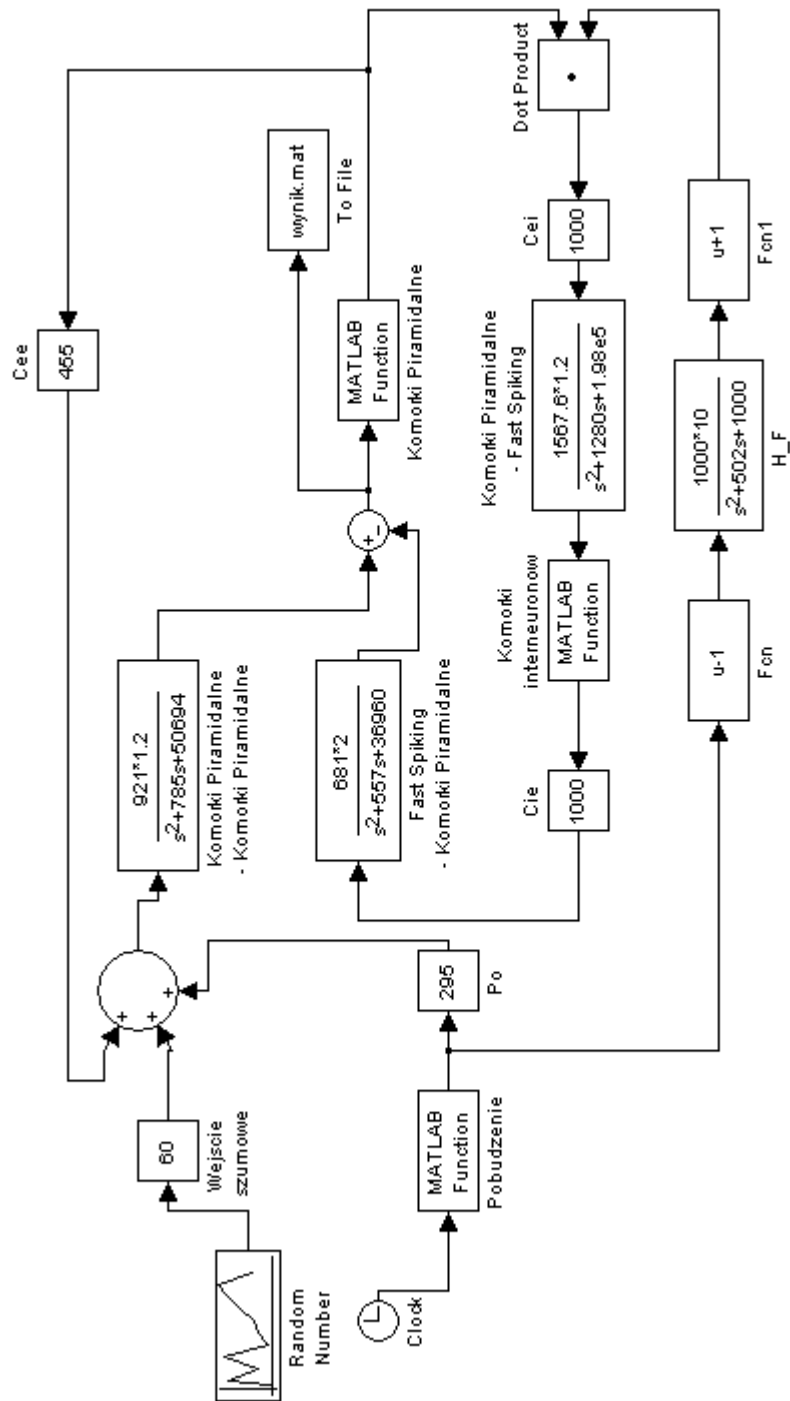 Random
Number
60
Wejscie
szumowe
Clock
MATLAB
Function
Pobudzenie
295
Po
+
+
+
921*1.2
s²+785s+50694
Komorki Piramidalne
- Komorki Piramidalne
681*2
s²+557s+36960
Fast Spiking
- Komorki Piramidalne
+
-
MATLAB
Function
Komorki Piramidalne
wynik.mat
To File
Cee
455
Dot Product
Cei
1000
Komorki Piramidalne
- Fast Spiking
1567.6*1.2
s²+1280s+1.98e5
Komorki
interneuronow
MATLAB
Function
Cie
1000
u-1
Fcn
1000*10
s²+502s+1000
H_F
u+1
Fcn1